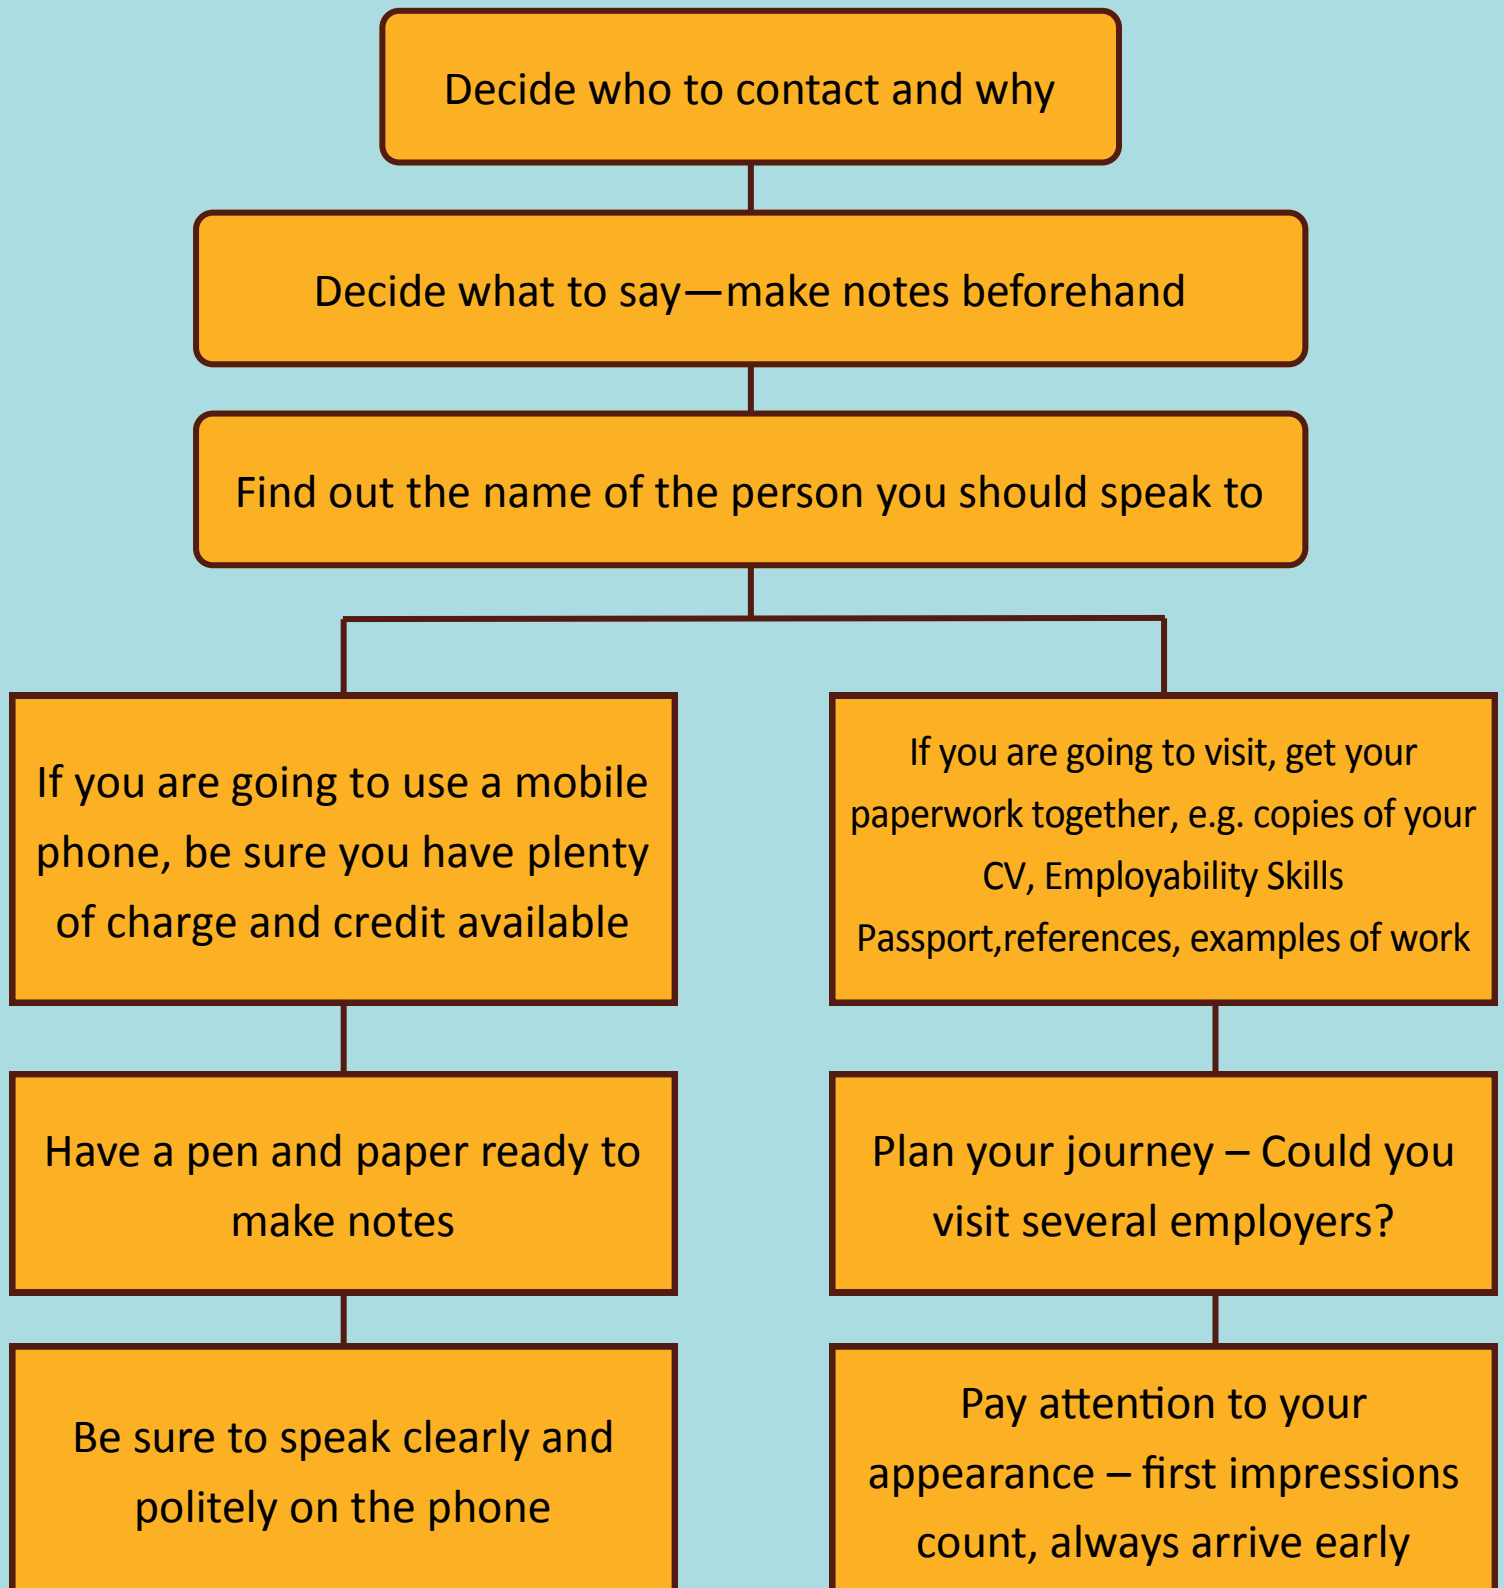 Decide who to contact and why
Decide what to say—make notes beforehand
Find out the name of the person you should speak to
If you are going to use a mobile
phone, be sure you have plenty
of charge and credit available
Have a pen and paper ready to
make notes
Be sure to speak clearly and
politely on the phone
If you are going to visit, get your
paperwork together, e.g. copies of your
CV, Employability Skills
Passport,references, examples of work
Plan your journey – Could you
visit several employers?
Pay attention to your
appearance – first impressions
count, always arrive early